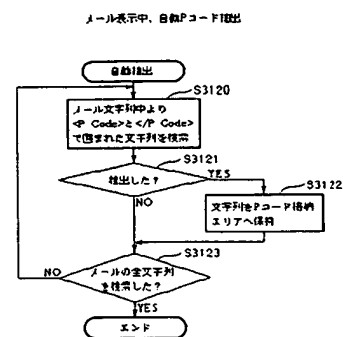 メール表示中、自動Pコード検出
自動検出
S3120
メール文字列中より
<P Code>と</P Code>
で囲まれた文字列を検索
S3121
検出した?
YES
NO
S3122
文字列をPコード格納
エリアへ保持
S3123
メールの全文字列
を検索した?
NO
YES
エンド